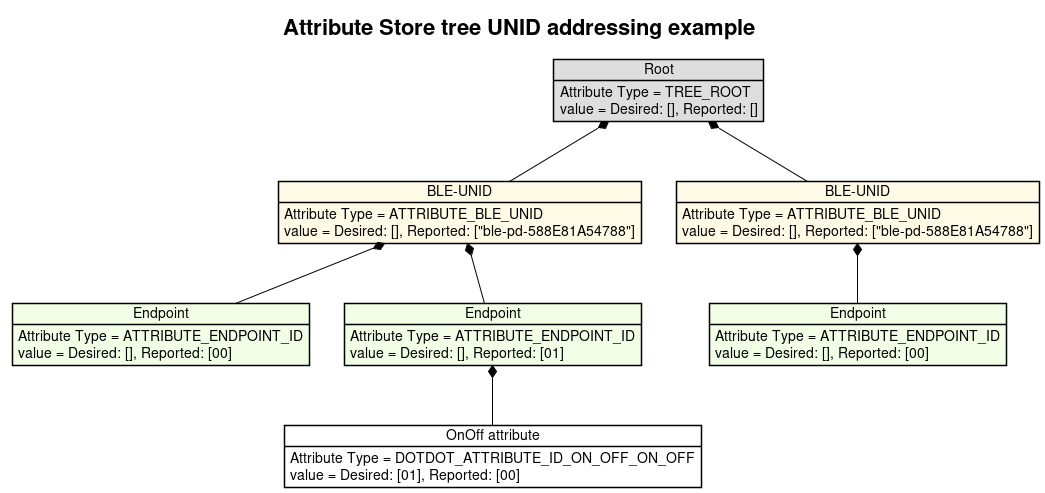 Attribute Store tree UNID addressing example
Root
Attribute Type = TREE_ROOT
value = Desired: [], Reported: []
BLE-UNID
Attribute Type = ATTRIBUTE_BLE_UNID
value = Desired: [], Reported: ["ble-pd-588E81A54788"]
BLE-UNID
Attribute Type = ATTRIBUTE_BLE_UNID
value = Desired: [], Reported: ["ble-pd-588E81A54788"]
Endpoint
Attribute Type = ATTRIBUTE_ENDPOINT_ID
value = Desired: [], Reported: [00]
Endpoint
Attribute Type = ATTRIBUTE_ENDPOINT_ID
value = Desired: [], Reported: [01]
Endpoint
Attribute Type = ATTRIBUTE_ENDPOINT_ID
value = Desired: [], Reported: [00]
OnOff attribute
Attribute Type = DOTDOT_ATTRIBUTE_ID_ON_OFF_ON_OFF
value = Desired: [01], Reported: [00]